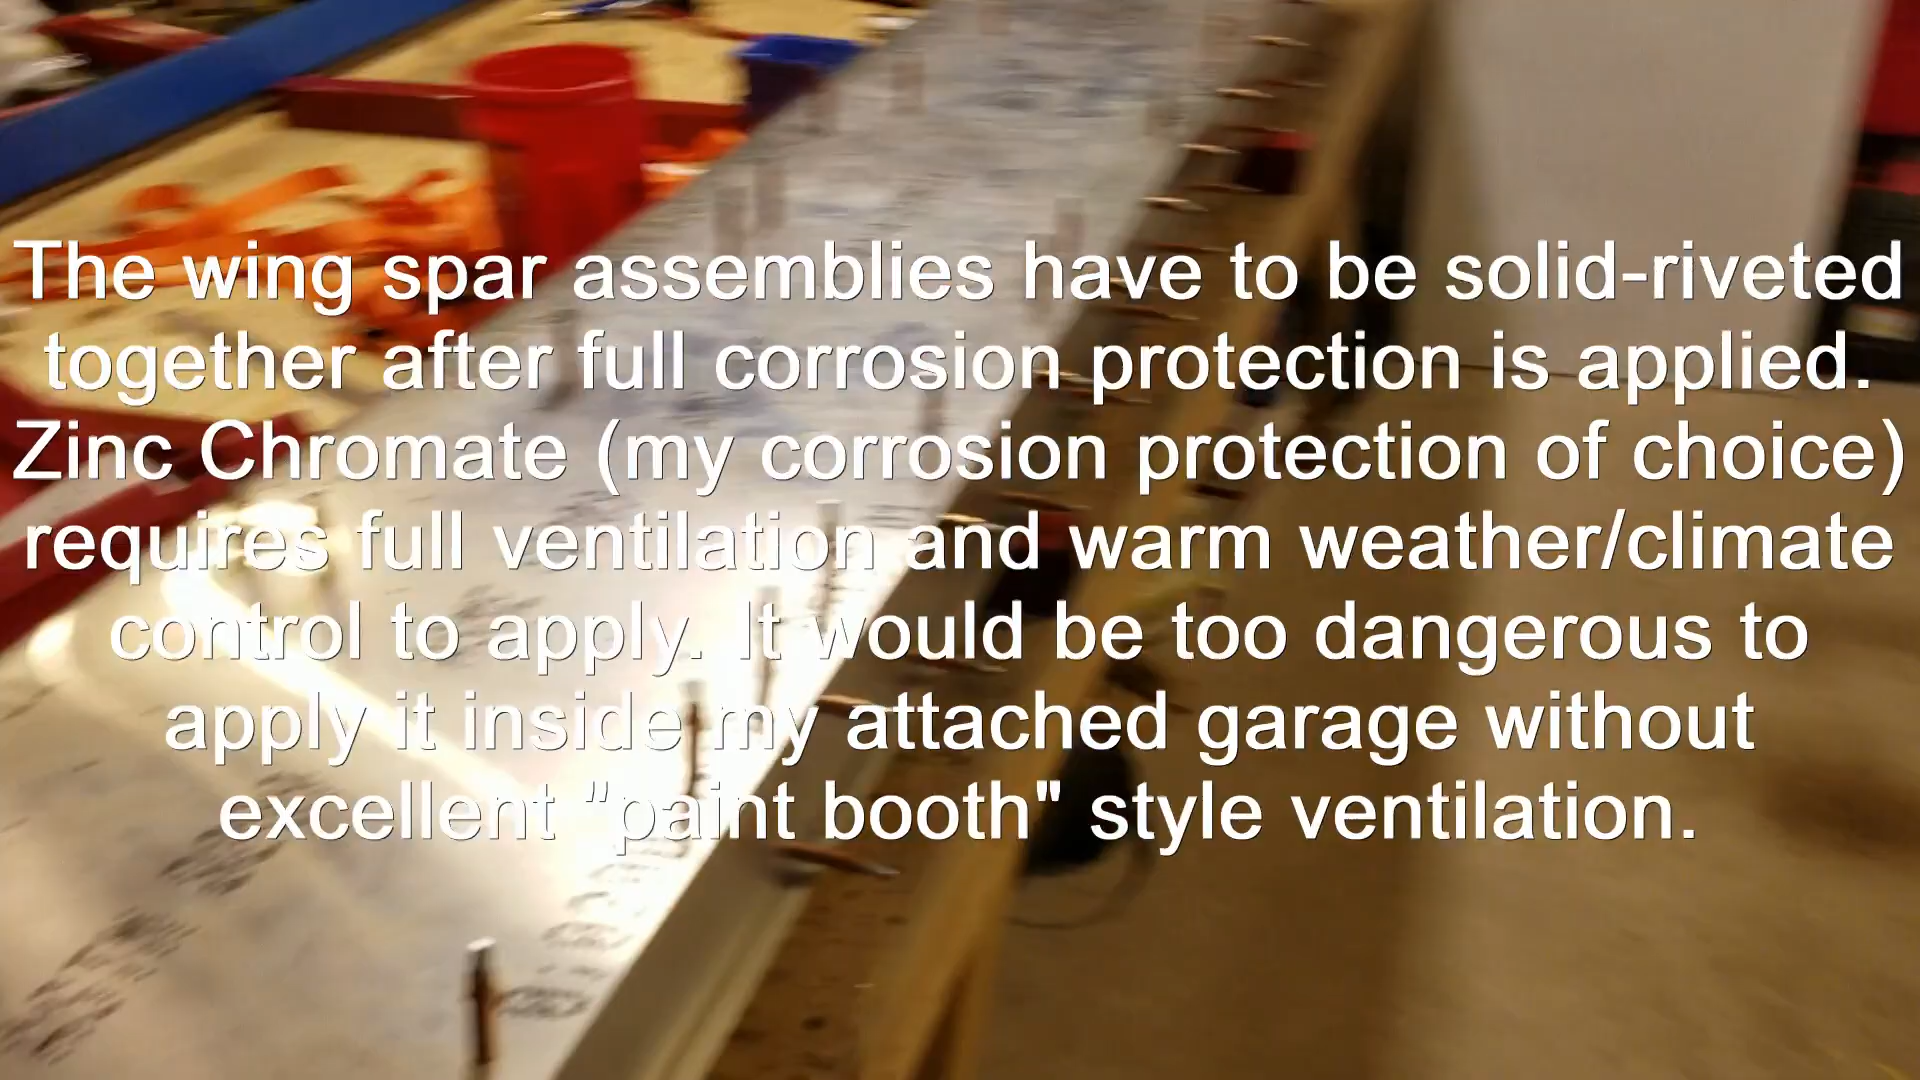 The wing spar assemblies have to be solid-riveted
together after full corrosion protection is applied.
Zinc Chromate (my corrosion protection of choice)
requires full ventilation and warm weather/climate
control to apply. It would be too dangerous to
apply it inside my attached garage without
excellent "paint booth" style ventilation.